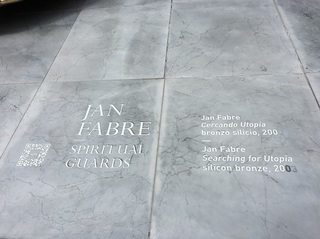 JAN
FABRE
SPIRITUAL
GUARDS
Jan Fabre
Cercando Utopia
bronzo silicio, 200
Jan Fabre
Searching for Utopia
silicon bronze,